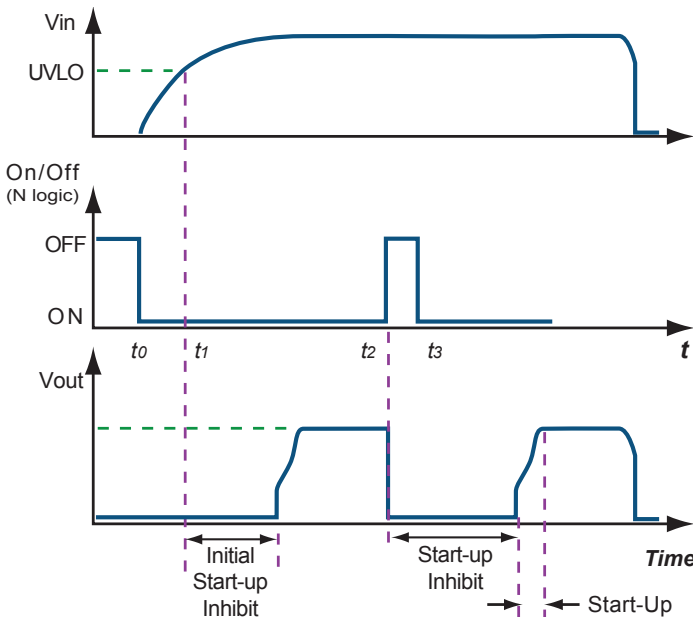 Vin
UVLO
On/Off
(N logic)
OFF
ON
t0 t1 t2 t3 t
Vout
Initial
Start-up
Inhibit
Start-up
Inhibit
Time
Start-Up